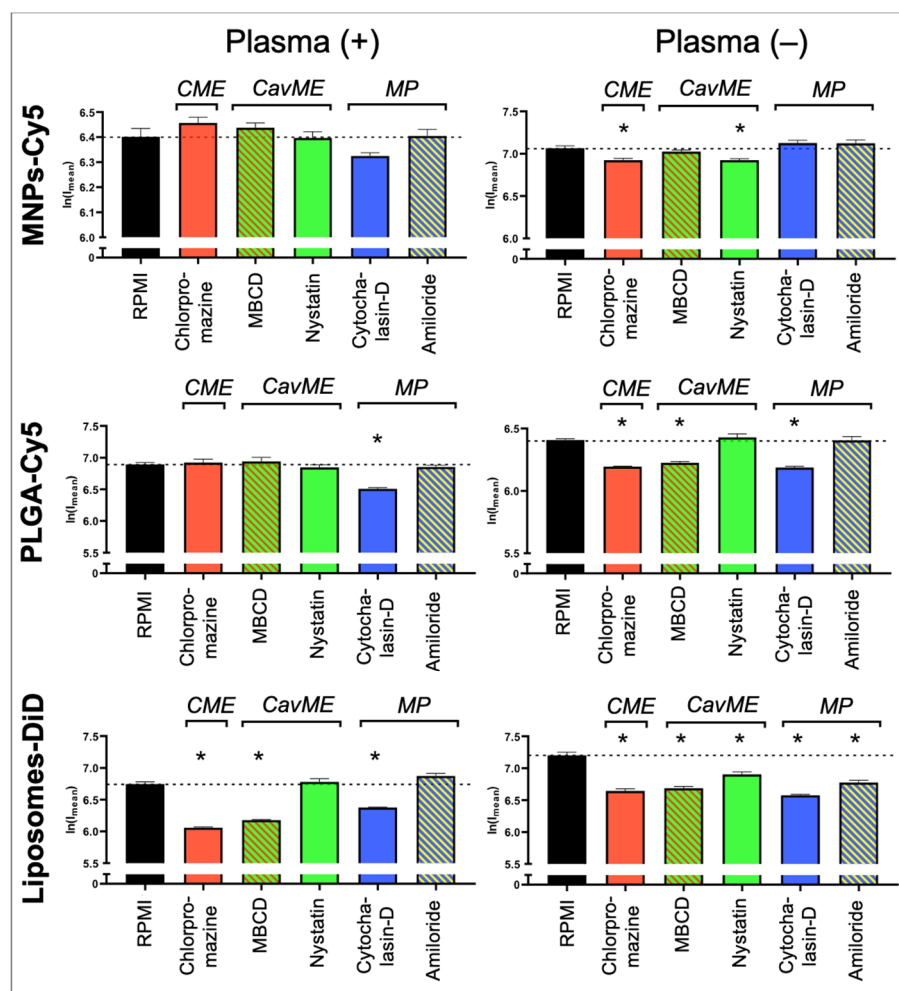 Plasma (+) Plasma (–)
MNPs-Cy5
CME CavME MP
6.5
6.4
6.3
6.2
6.1
6.0
0
ln(Imean)
RPMI
Chlorpro-
mazine
MBCD
Nystatin
Cytocha-
lasin-D
Amiloride
CME CavME MP
* *
7.5
7.0
6.5
6.0
0
ln(Imean)
RPMI
Chlorpro-
mazine
MBCD
Nystatin
Cytocha-
lasin-D
Amiloride
PLGA-Cy5
CME CavME MP
*
7.5
7.0
6.5
6.0
5.5
0
ln(Imean)
RPMI
Chlorpro-
mazine
MBCD
Nystatin
Cytocha-
lasin-D
Amiloride
CME CavME MP
* * *
6.5
6.0
5.5
0
ln(Imean)
RPMI
Chlorpro-
mazine
MBCD
Nystatin
Cytocha-
lasin-D
Amiloride
Liposomes-DiD
CME CavME MP
* * *
7.0
6.5
6.0
5.5
0
ln(Imean)
RPMI
Chlorpro-
mazine
MBCD
Nystatin
Cytocha-
lasin-D
Amiloride
CME CavME MP
* * * * *
7.0
6.5
6.0
5.5
0
ln(Imean)
RPMI
Chlorpro-
mazine
MBCD
Nystatin
Cytocha-
lasin-D
Amiloride